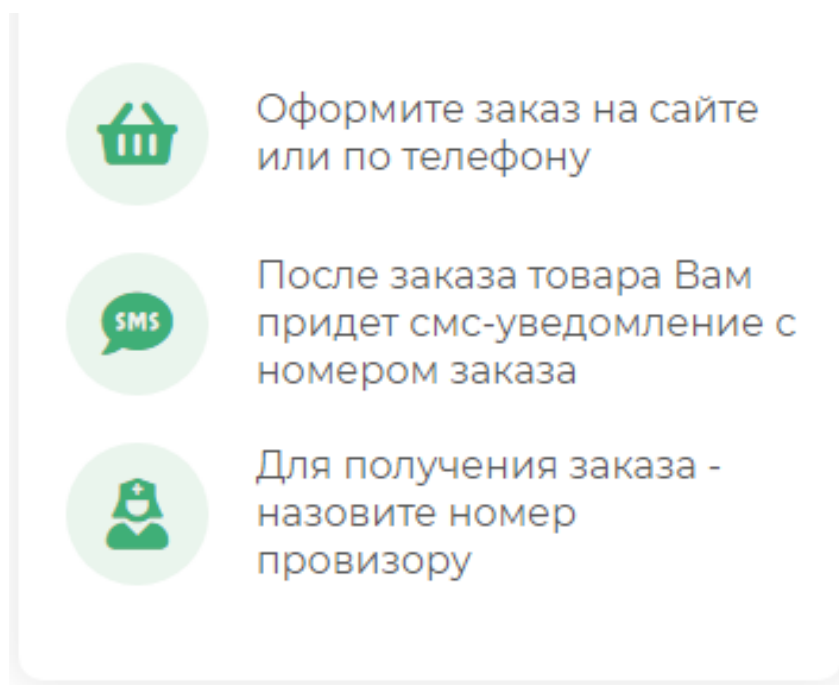 Оформите заказ на сайте
или по телефону
SMS
После заказа товара Вам
придет смс-уведомление с
номером заказа
Для получения заказа -
назовите номер
провизору